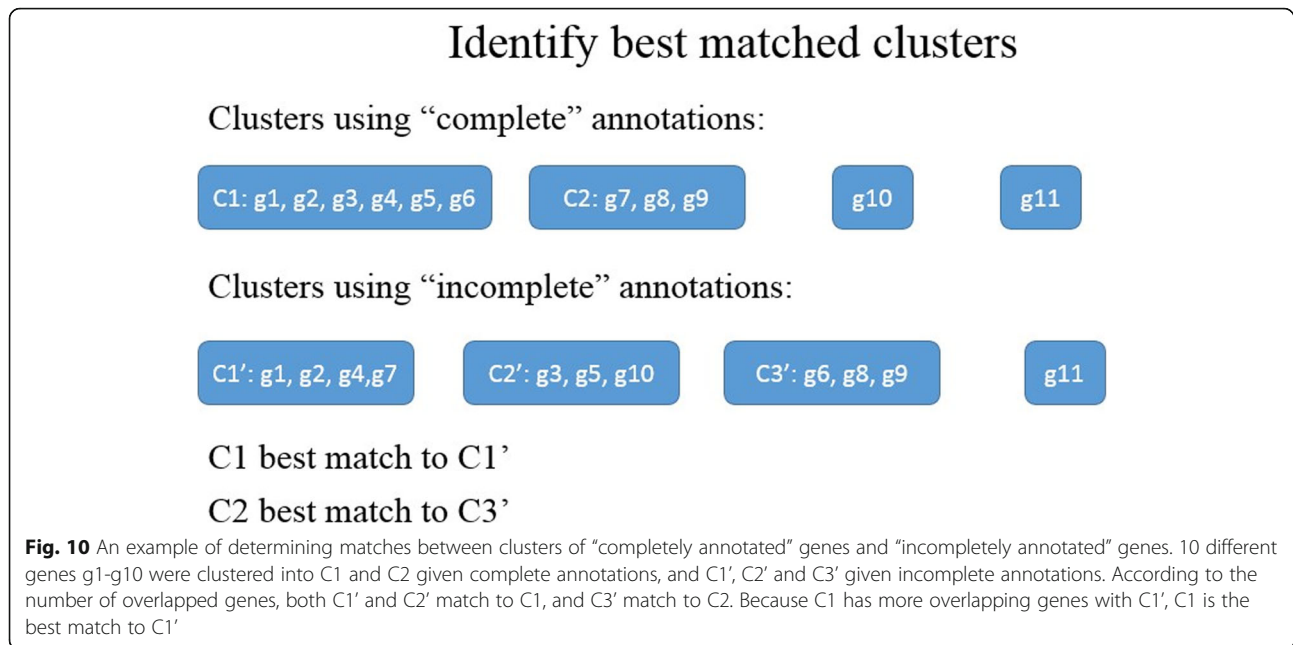 Identify best matched clusters
Clusters using “complete” annotations:
C1: g1, g2, g3, g4, g5, g6
C2: g7, g8, g9
g10
g11
Clusters using “incomplete” annotations:
C1’: g1, g2, g4,g7
C2’: g3, g5, g10
C3’: g6, g8, g9
g11
C1 best match to C1’
C2 best match to C3’
Fig. 10 An example of determining matches between clusters of “completely annotated” genes and “incompletely annotated” genes. 10 different
genes g1-g10 were clustered into C1 and C2 given complete annotations, and C1’, C2’ and C3’ given incomplete annotations. According to the
number of overlapped genes, both C1’ and C2’ match to C1, and C3’ match to C2. Because C1 has more overlapping genes with C1’, C1 is the
best match to C1’